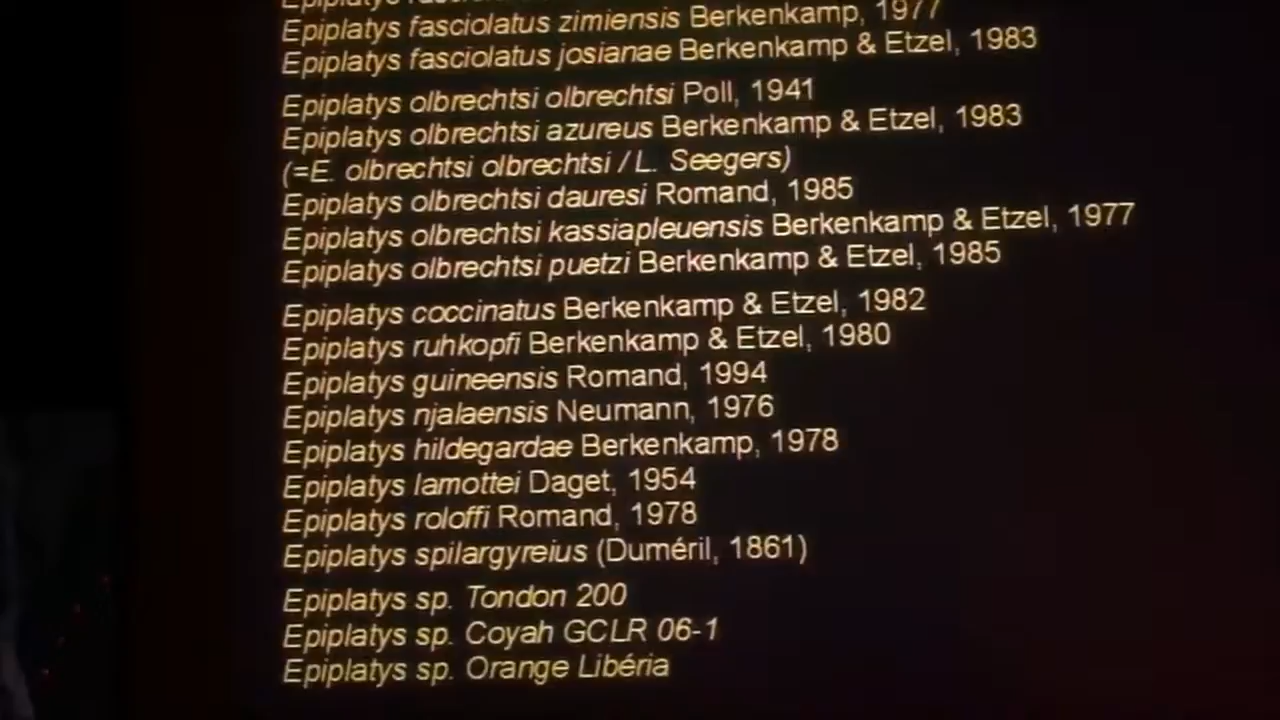 Epiplatys
Epiplatys fasciolatus zimiensis Berkenkamp, 1977
Epiplatys fasciolatus josianae Berkenkamp & Etzel, 1983
Epiplatys olbrechtsi olbrechtsi Poll, 1941
Epiplatys olbrechtsi azureus Berkenkamp & Etzel, 1983
(=E. olbrechtsi olbrechtsi / L. Seegers)
Epiplatys olbrechtsi dauresi Romand, 1985
Epiplatys olbrechtsi kassiapleuensis Berkenkamp & Etzel, 1977
Epiplatys olbrechtsi puetzi Berkenkamp & Etzel, 1985
Epiplatys coccinatus Berkenkamp & Etzel, 1982
Epiplatys ruhkopfi Berkenkamp & Etzel, 1980
Epiplatys guineensis Romand, 1994
Epiplatys njalaensis Neumann, 1976
Epiplatys hildegardae Berkenkamp, 1978
Epiplatys lamottei Daget, 1954
Epiplatys roloffi Romand, 1978
Epiplatys spilargyreius (Duméril, 1861)
Epiplatys sp. Tondon 200
Epiplatys sp. Coyah GCLR 06-1
Epiplatys sp. Orange Libéria